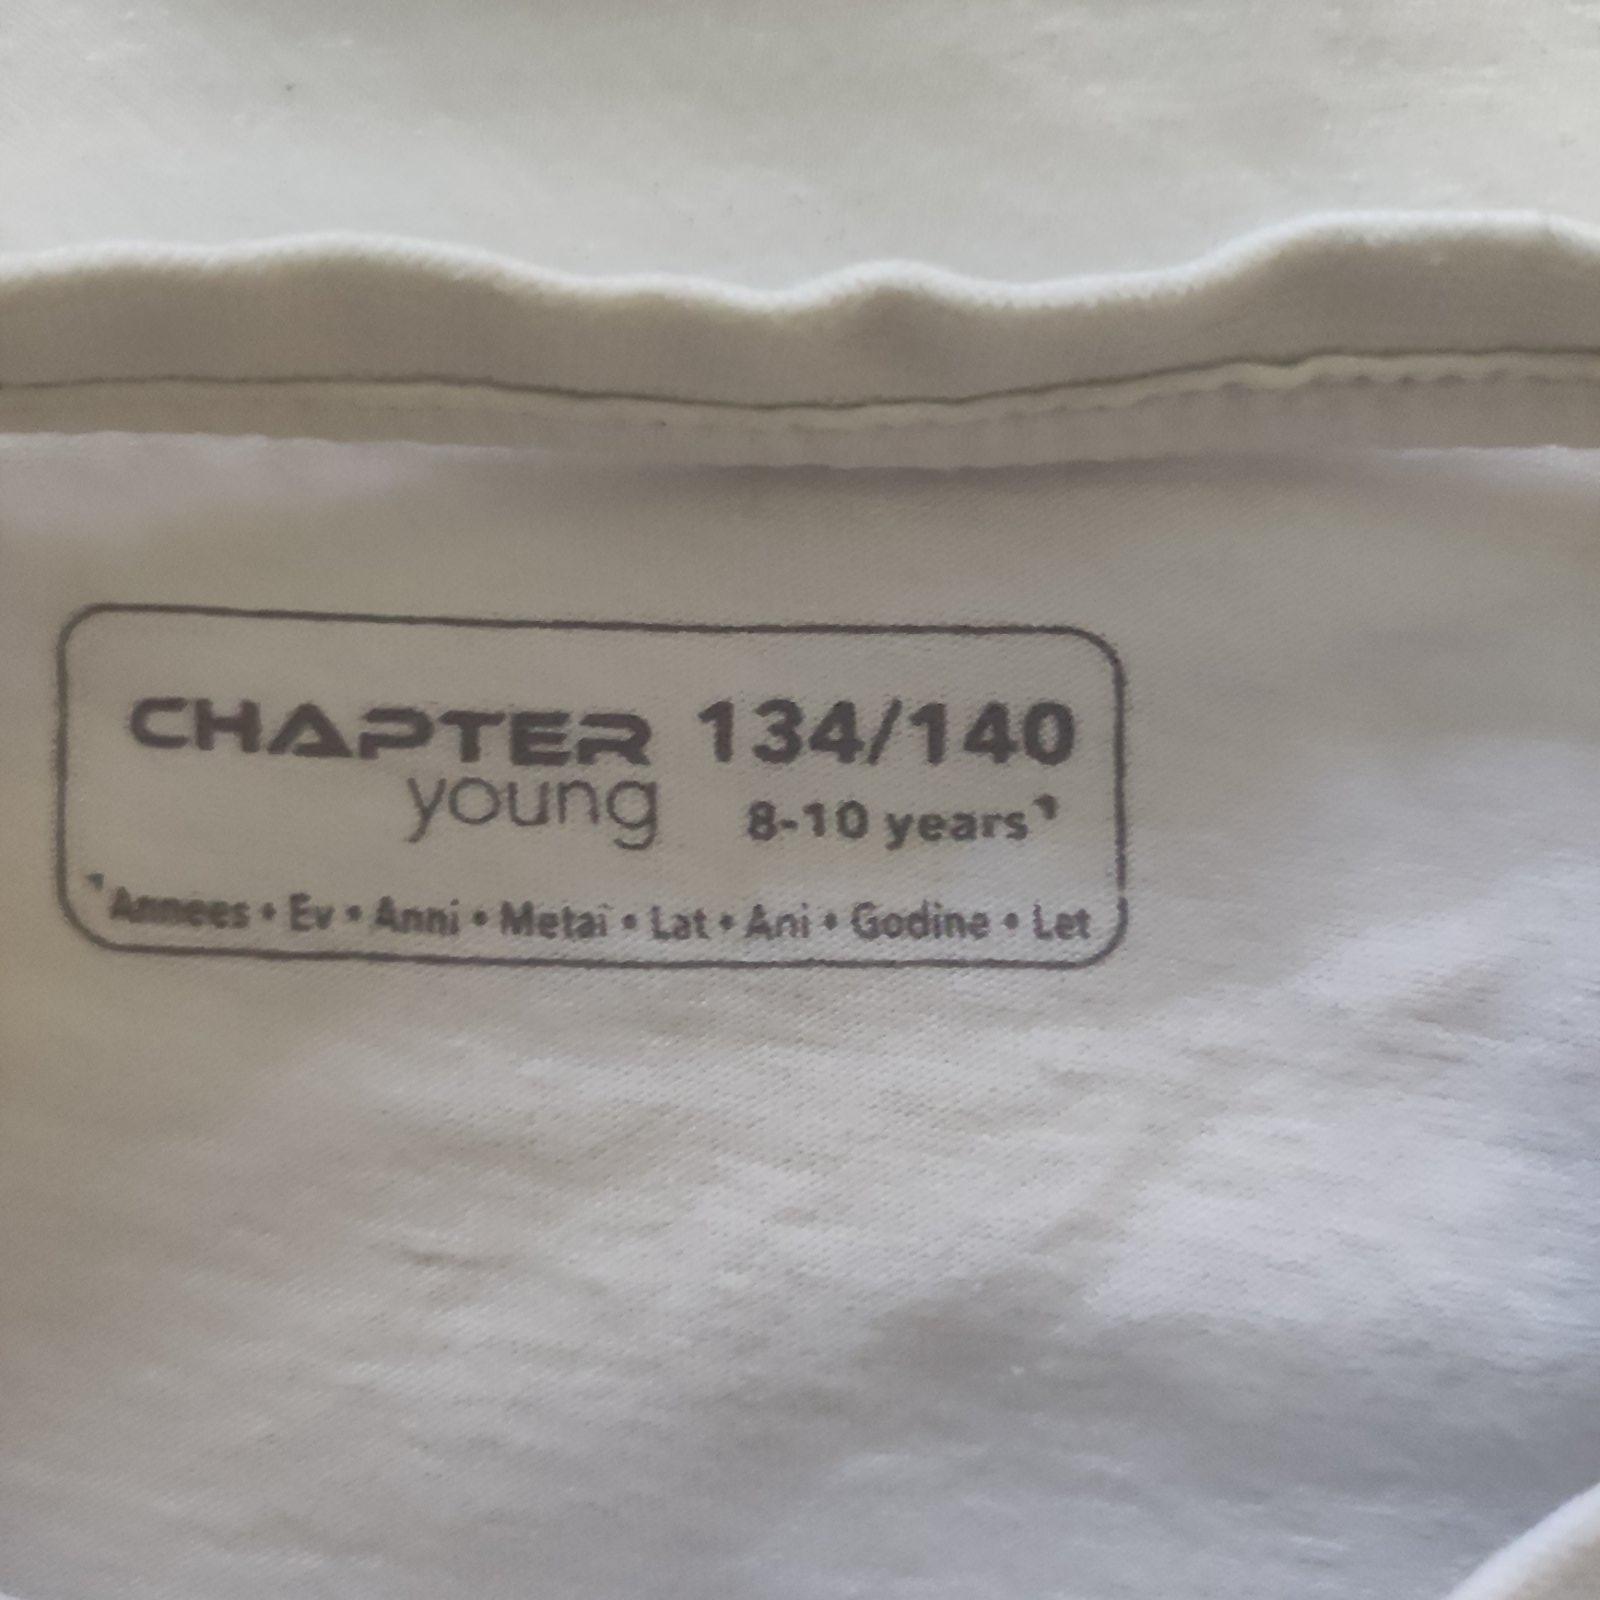 CHAPTER 134/140
young 8-10 years¹
¹Annees • Ev • Anni • Metai • Lat • Ani • Godine • Let